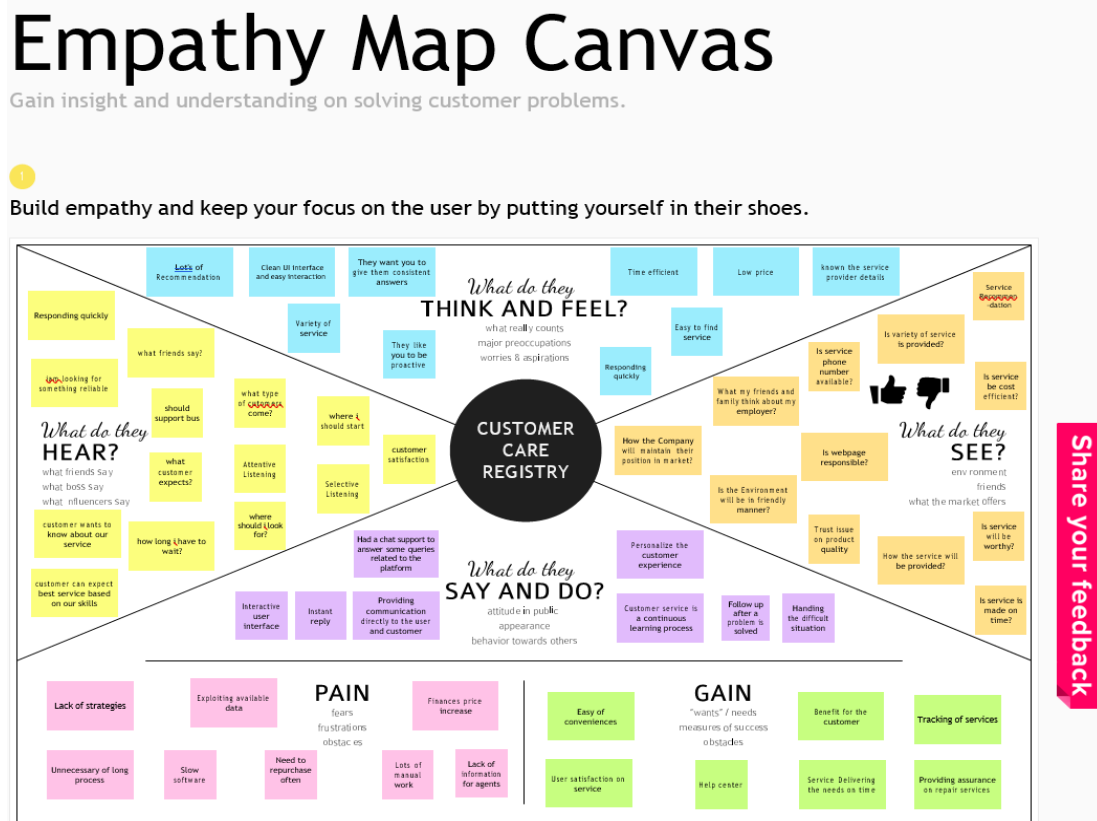 Empathy Map Canvas
Gain insight and understanding on solving customer problems.
1
Build empathy and keep your focus on the user by putting yourself in their shoes.
Lot's of
Recommendation
Clean UI Interface
and easy interaction
They want you to
give them consistent
answers
Variety of
service
They like
you to be
proactive
What do they
THINK AND FEEL?
what really counts
major preoccupations
worries & aspirations
Time efficient
Low price
known the service
provider details
Easy to find
service
Responding
quickly
Responding quickly
what friends say?
looking for
something reliable
should
support bus
what type
of
come?
where i
should start
customer
satisfaction
What do they
HEAR?
what friends say
what boss say
what nfluencers say
what
customer
expects?
Attentive
Listening
Selective
Listening
customer wants to
know about our
service
how long i have to
wait?
where
should i look
for?
customer can expect
best service based
on our skills
CUSTOMER
CARE
REGISTRY
Service
-dation
Is variety of service
is provided?
Is service
phone
number
available?
Is service
be cost
efficient?
What my friends and
family think about my
employer?
How the Company
will maintain their
position in market?
Is webpage
responsible?
What do they
SEE?
env ronment
friends
what the market offers
Is the Environment
will be in friendly
manner?
Trust issue
on product
quality
How the service will
be provided?
Is service
will be
worthy?
Is service is
made on
time?
Had a chat support to
answer some queries
related to the
platform
Interactive
user
interface
Instant
reply
Providing
communication
directly to the user
and customer
What do they
SAY AND DO?
attitude in public
appearance
behavior towards others
Personalize the
customer
experience
Customer service is
a continuous
learning process
Follow up
after a
problem is
solved
Handing
the difficult
situation
PAIN
fears
frustrations
obstac es
Lack of strategies
Exploiting available
data
Finances price
increase
Unnecessary of long
process
Slow
software
Need to
repurchase
often
Lots of
manual
work
Lack of
information
for agents
GAIN
"wants" / needs
measures of success
obstacles
Easy of
conveniences
Benefit for the
customer
Tracking of services
User satisfaction on
service
Help center
Service Delivering
the needs on time
Providing assurance
on repair services
Share your feedback